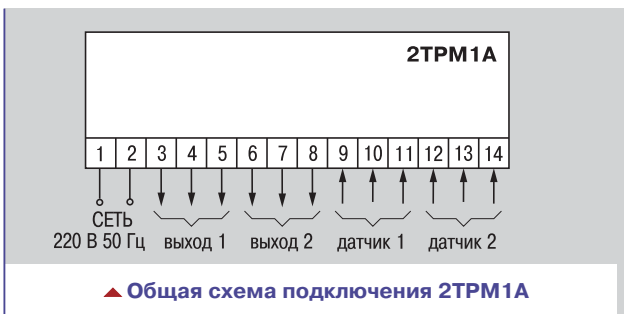 2ТРМ1А
1 2 3 4 5 6 7 8 9 10 11 12 13 14
СЕТЬ
220 В 50 Гц выход 1 выход 2 датчик 1 датчик 2
Общая схема подключения 2ТРМ1А